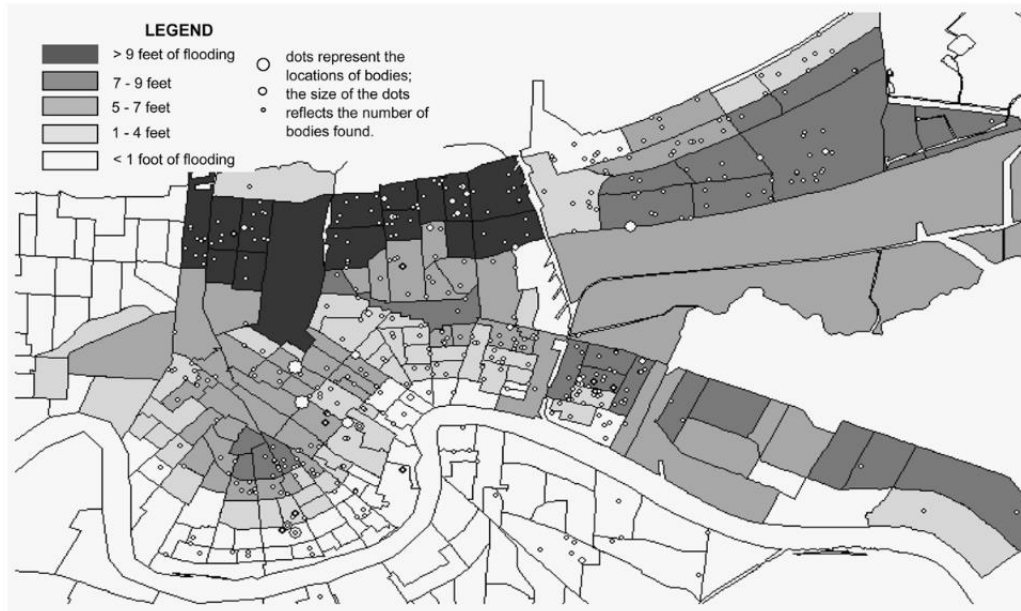 LEGEND
> 9 feet of flooding
7 - 9 feet
5 - 7 feet
1 - 4 feet
< 1 foot of flooding
dots represent the
locations of bodies;
the size of the dots
reflects the number of
bodies found.